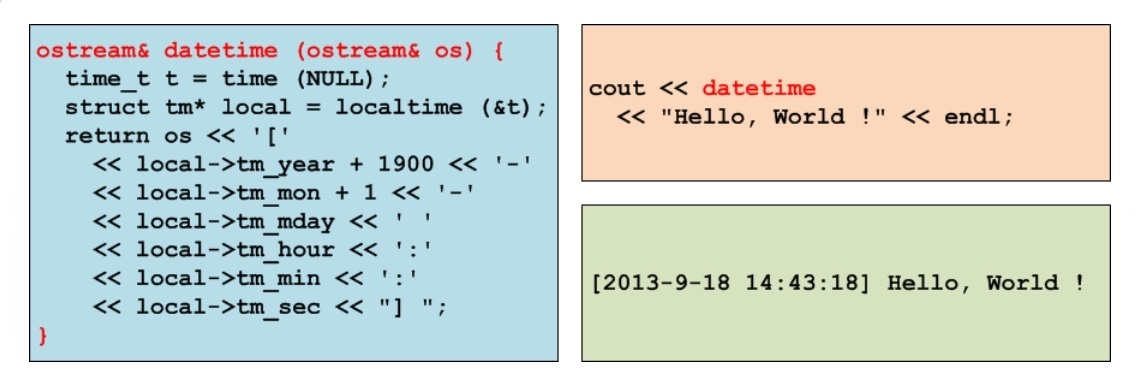 ostream& datetime (ostream& os) {
  time_t t = time (NULL);
  struct tm* local = localtime (&t);
  return os << '['
    << local->tm_year + 1900 << '-'
    << local->tm_mon + 1 << '-'
    << local->tm_mday << ' '
    << local->tm_hour << ':'
    << local->tm_min << ':'
    << local->tm_sec << "] ";
}
cout << datetime
  << "Hello, World !" << endl;
[2013-9-18 14:43:18] Hello, World !